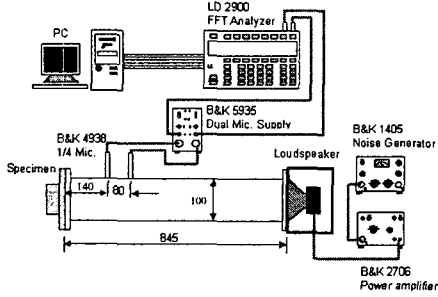 LD 2900
FFT Analyzer
PC
B&K 5935
Dual Mic. Supply
B&K 4938
1/4 Mic.
B&K 1405
Noise Generator
Loudspeaker
Specimen
140
80
100
845
B&K 2706
Power amplifier